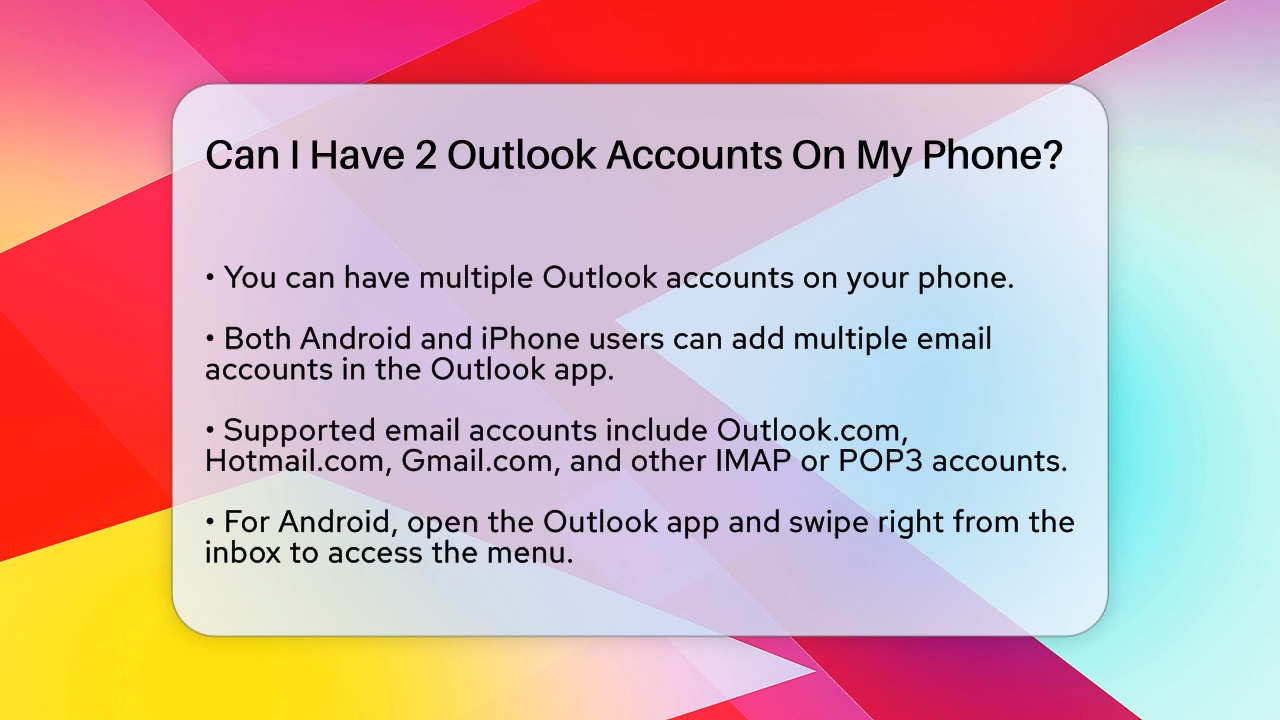 Can I Have 2 Outlook Accounts On My Phone?
• You can have multiple Outlook accounts on your phone.
• Both Android and iPhone users can add multiple email
accounts in the Outlook app.
• Supported email accounts include Outlook.com,
Hotmail.com, Gmail.com, and other IMAP or POP3 accounts.
• For Android, open the Outlook app and swipe right from the
inbox to access the menu.